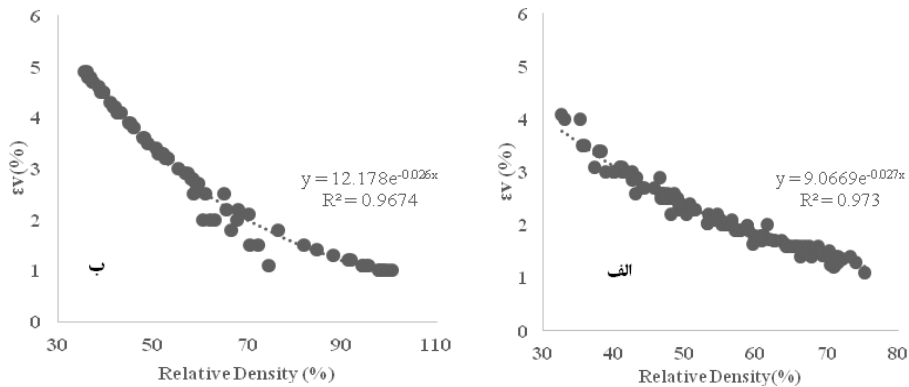 6
5
4
3
2
1
0
εv(%)
y = 12.178e^-0.026x
R² = 0.9674
ب
30 50 70 90 110
Relative Density (%)
6
5
4
3
2
1
0
εv (%)
y = 9.0669e^-0.027x
R² = 0.973
الف
30 40 50 60 70 80
Relative Density(%)